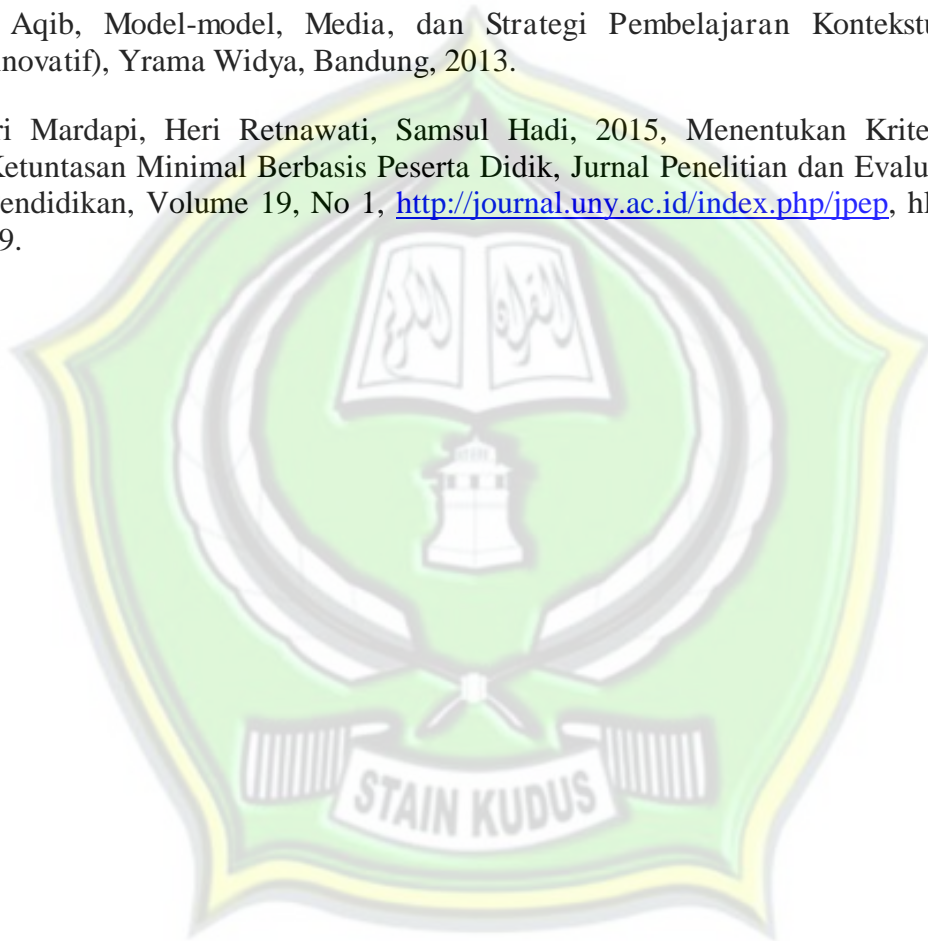 Aqib, Model-model, Media, dan Strategi Pembelajaran Kontekstu
novatif), Yrama Widya, Bandung, 2013.
ri Mardapi, Heri Retnawati, Samsul Hadi, 2015, Menentukan Krite
Ketuntasan Minimal Berbasis Peserta Didik, Jurnal Penelitian dan Evalu
endidikan, Volume 19, No 1, http://journal.uny.ac.id/index.php/jpep, hl
9.
القرآن الكريم
STAIN KUDUS